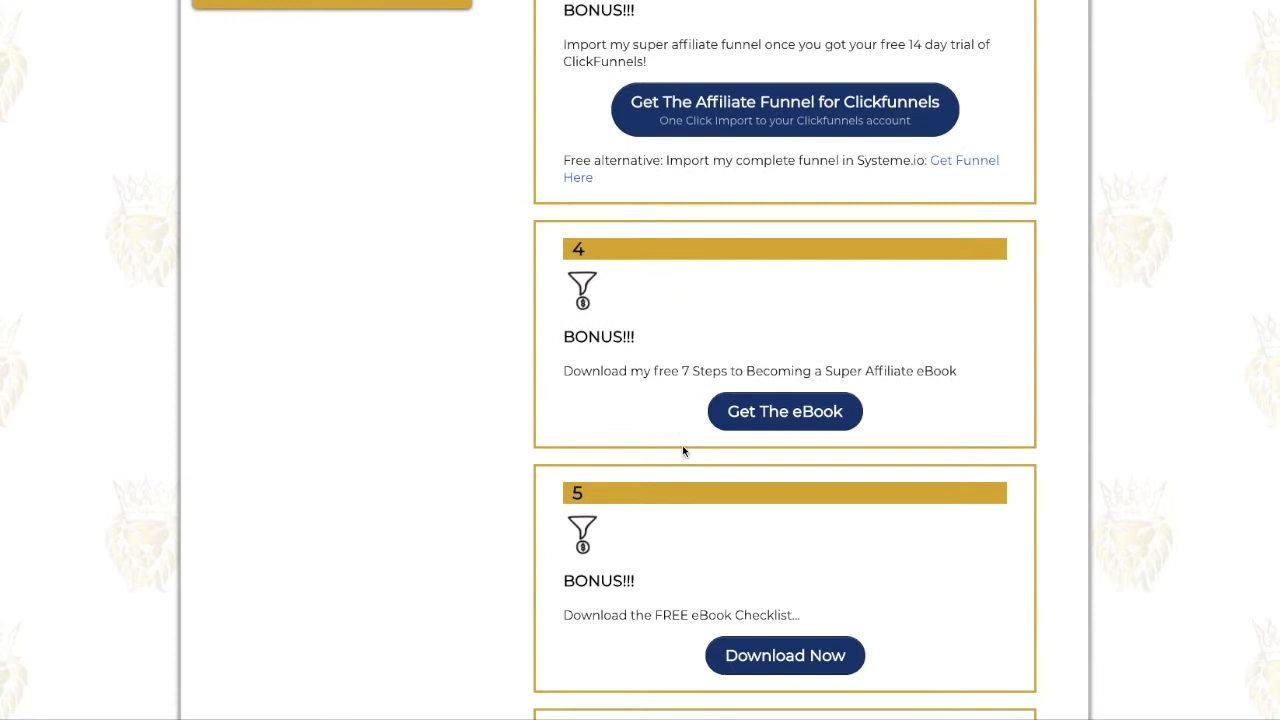 BONUS!!!
Import my super affiliate funnel once you got your free 14 day trial of
ClickFunnels!
Get The Affiliate Funnel for Clickfunnels
One Click Import to your Clickfunnels account
Free alternative: Import my complete funnel in Systeme.io: Get Funnel
Here
4
BONUS!!!
Download my free 7 Steps to Becoming a Super Affiliate eBook
Get The eBook
5
BONUS!!!
Download the FREE eBook Checklist...
Download Now